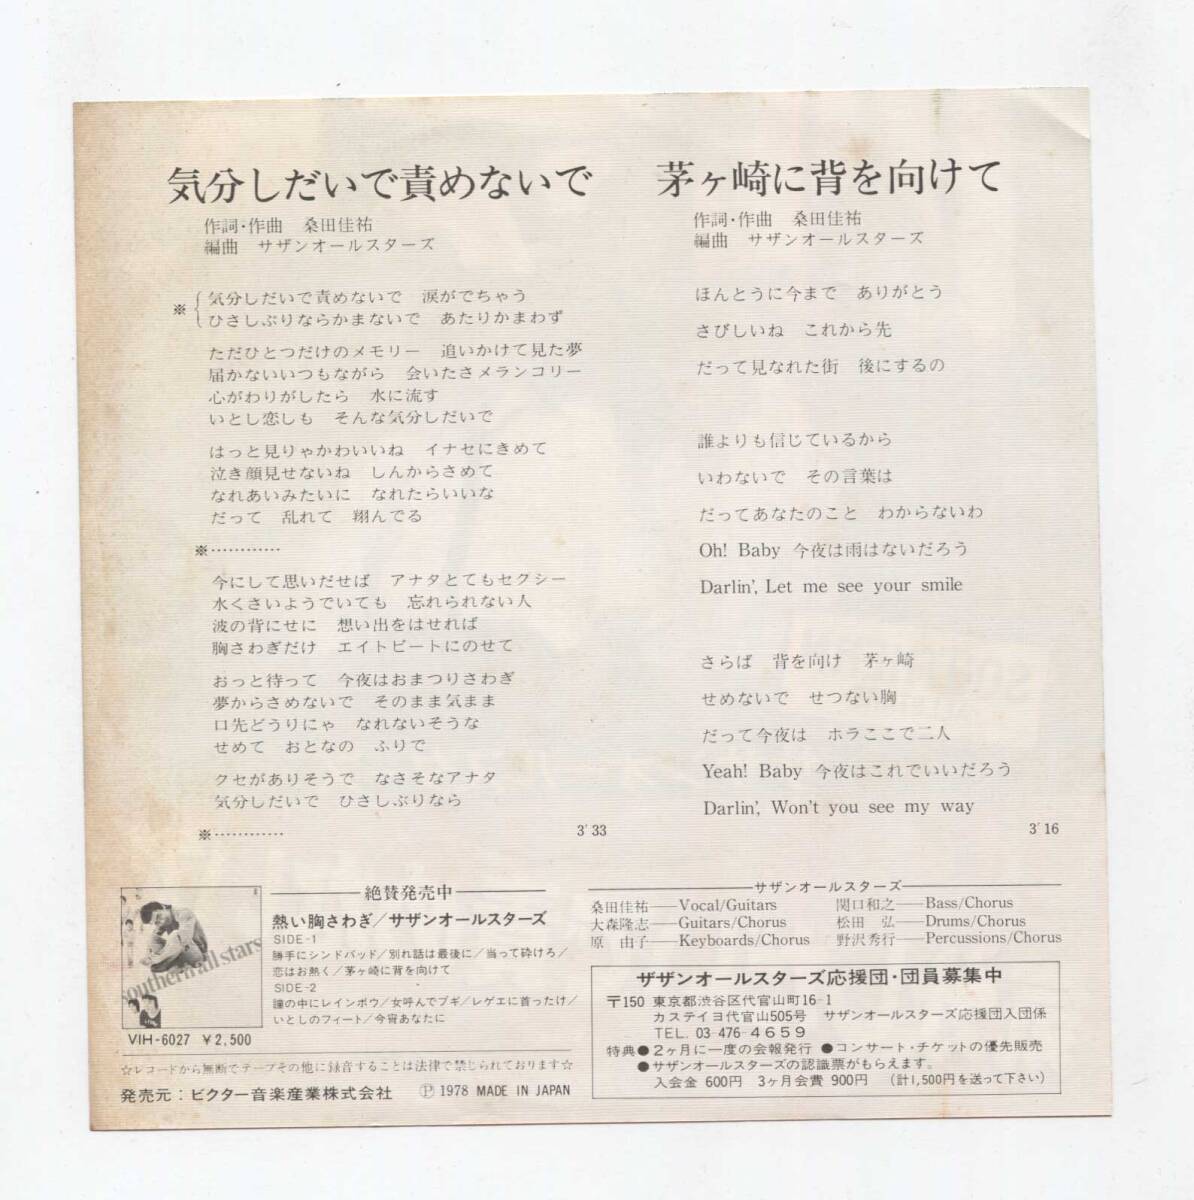 気分しだいで責めないで
作詞・作曲　桑田佳祐
編曲　サザンオールスターズ
※ 気分しだいで責めないで　涙がでちゃう
ひさしぶりならかまないで　あたりかまわず
ただひとつだけのメモリー　追いかけて見た夢
届かないいつもながら　会いたさメランコリー
心がわりがしたら　水に流す
いとし恋しも　そんな気分しだいで
はっと見りゃかわいいね　イナセにきめて
泣き顔見せないね　しんからさめて
なれあいみたいに　なれたらいいな
だって　乱れて　翔んでる
※…………
今にして思いだせば　アナタとてもセクシー
水くさいようでいても　忘れられない人
波の背にせに　想い出をはせれば
胸さわぎだけ　エイトビートにのせて
おっと待って　今夜はおまつりさわぎ
夢からさめないで　そのまま気まま
口先どうりにゃ　なれないそうな
せめて　おとなの　ふりで
クセがありそうで　なさそなアナタ
気分しだいで　ひさしぶりなら
※…………
3′33
茅ヶ崎に背を向けて
作詞・作曲　桑田佳祐
編曲　サザンオールスターズ
ほんとうに今まで　ありがとう
さびしいね　これから先
だって見なれた街　後にするの
誰よりも信じているから
いわないで　その言葉は
だってあなたのこと　わからないわ
Oh! Baby 今夜は雨はないだろう
Darlin', Let me see your smile
さらば　背を向け　茅ヶ崎
せめないで　せつない胸
だって今夜は　ホラここで二人
Yeah! Baby 今夜はこれでいいだろう
Darlin', Won't you see my way
3′16
southern all stars
VIH-6027　¥2,500
絶賛発売中
熱い胸さわぎ／サザンオールスターズ
SIDE-1
勝手にシンドバッド／別れ話は最後に／当って砕けろ／
恋はお熱く／茅ヶ崎に背を向けて
SIDE-2
瞳の中にレインボウ／女呼んでブギ／レゲエに首ったけ／
いとしのフィート／今宵あなたに
☆レコードから無断でテープその他に録音することは法律で禁じられております☆
発売元：ビクター音楽産業株式会社　Ⓟ1978 MADE IN JAPAN
サザンオールスターズ
桑田佳祐——Vocal/Guitars　関口和之——Bass/Chorus
大森隆志——Guitars/Chorus　松田　弘——Drums/Chorus
原　由子——Keyboards/Chorus　野沢秀行——Percussions/Chorus
サザンオールスターズ応援団・団員募集中
〒150 東京都渋谷区代官山町16-1
カステイヨ代官山505号　サザンオールスターズ応援団入団係
TEL. 03-476-4659
特典●2ヶ月に一度の会報発行　●コンサート・チケットの優先販売
●サザンオールスターズの認識票がもらえます。
入会金 600円　3ヶ月会費 900円　（計1,500円を送って下さい）